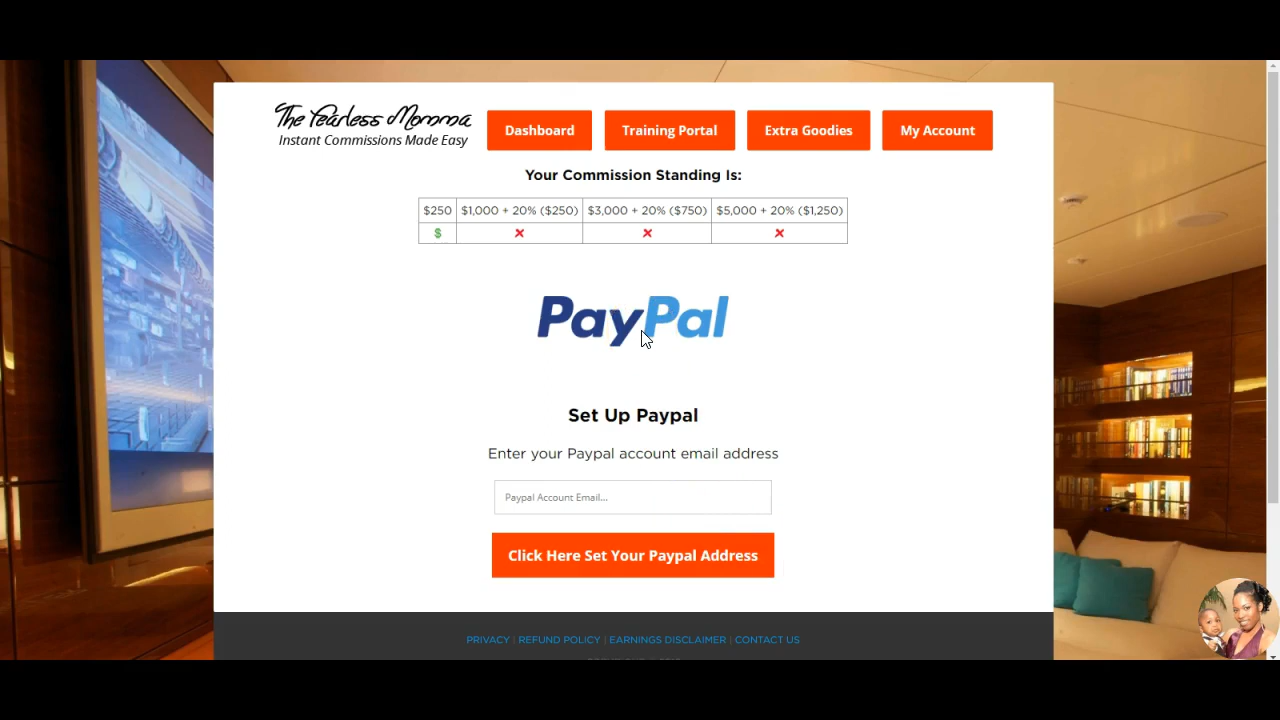 The Fearless Momma
Instant Commissions Made Easy
Dashboard
Training Portal
Extra Goodies
My Account
Your Commission Standing Is:
$250 $1,000 + 20% ($250) $3,000 + 20% ($750) $5,000 + 20% ($1,250)
$ ✕ ✕ ✕
PayPal
Set Up Paypal
Enter your Paypal account email address
Paypal Account Email...
Click Here Set Your Paypal Address
PRIVACY | REFUND POLICY | EARNINGS DISCLAIMER | CONTACT US